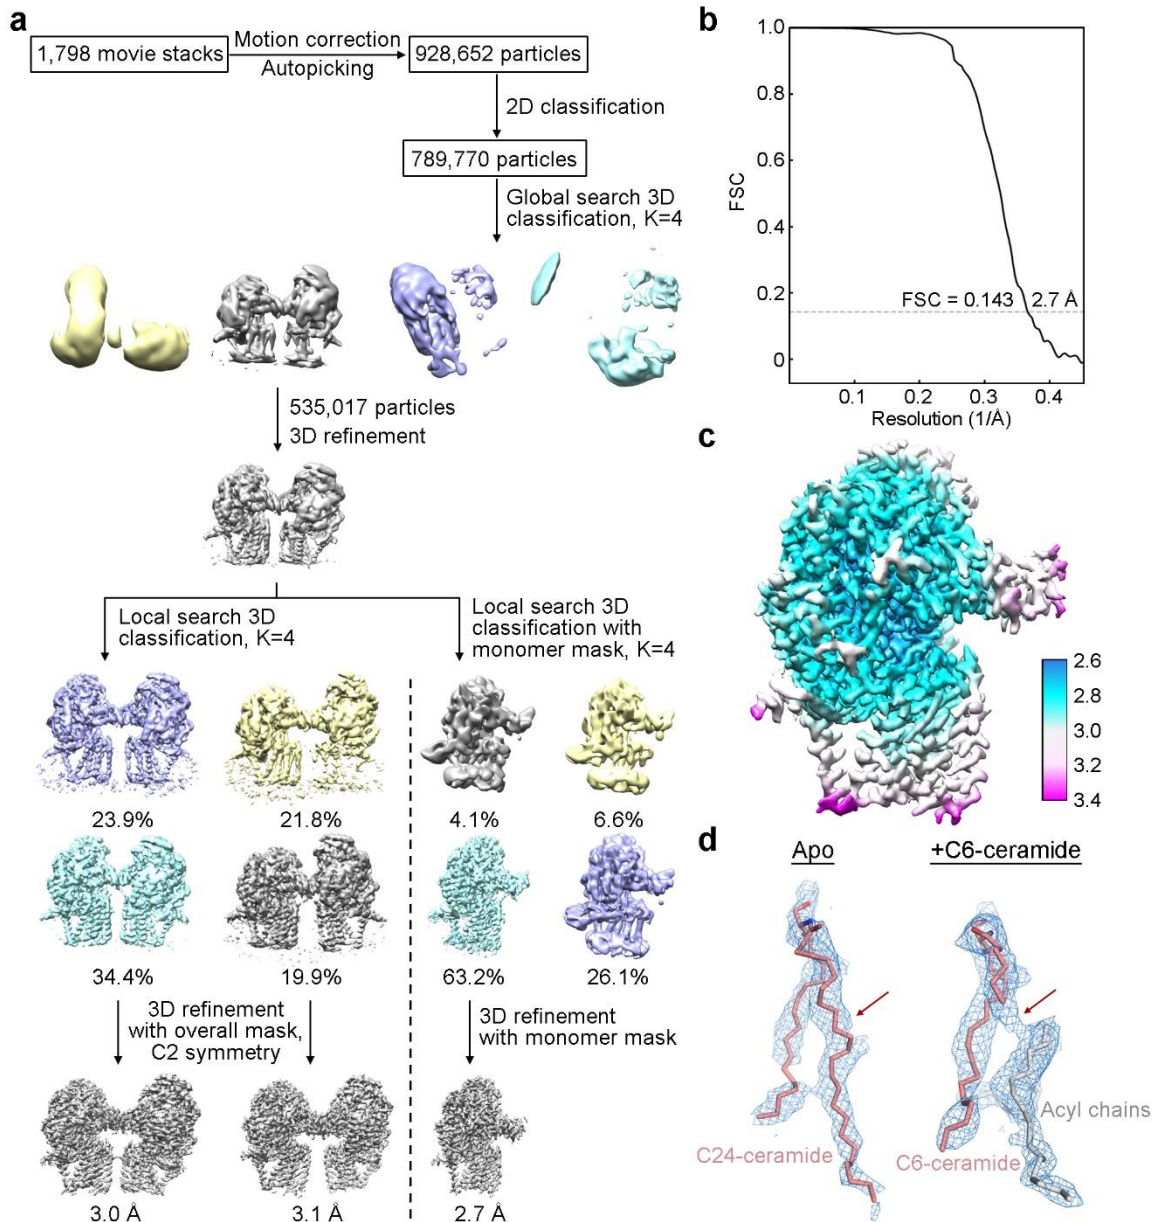 a
1,798 movie stacks
Motion correction
Autopicking
928,652 particles
2D classification
789,770 particles
Global search 3D
classification, K=4
535,017 particles
3D refinement
Local search 3D
classification, K=4
Local search 3D
classification with
monomer mask, K=4
23.9%
21.8%
4.1%
6.6%
34.4%
19.9%
63.2%
26.1%
3D refinement
with overall mask,
C2 symmetry
3D refinement
with monomer mask
3.0 Å
3.1 Å
2.7 Å
b
1.0
0.8
0.6
0.4
0.2
0
FSC
FSC = 0.143
2.7 Å
0.1
0.2
0.3
0.4
Resolution (1/Å)
c
2.6
2.8
3.0
3.2
3.4
d
Apo
+C6-ceramide
C24-ceramide
C6-ceramide
Acyl chains